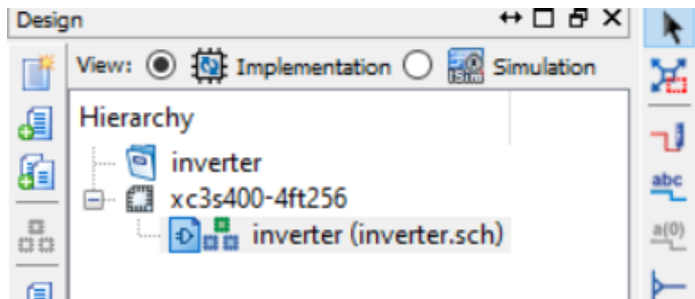 Design
View: Implementation Simulation
Hierarchy
inverter
xc3s400-4ft256
inverter (inverter.sch)
abc
a(0)